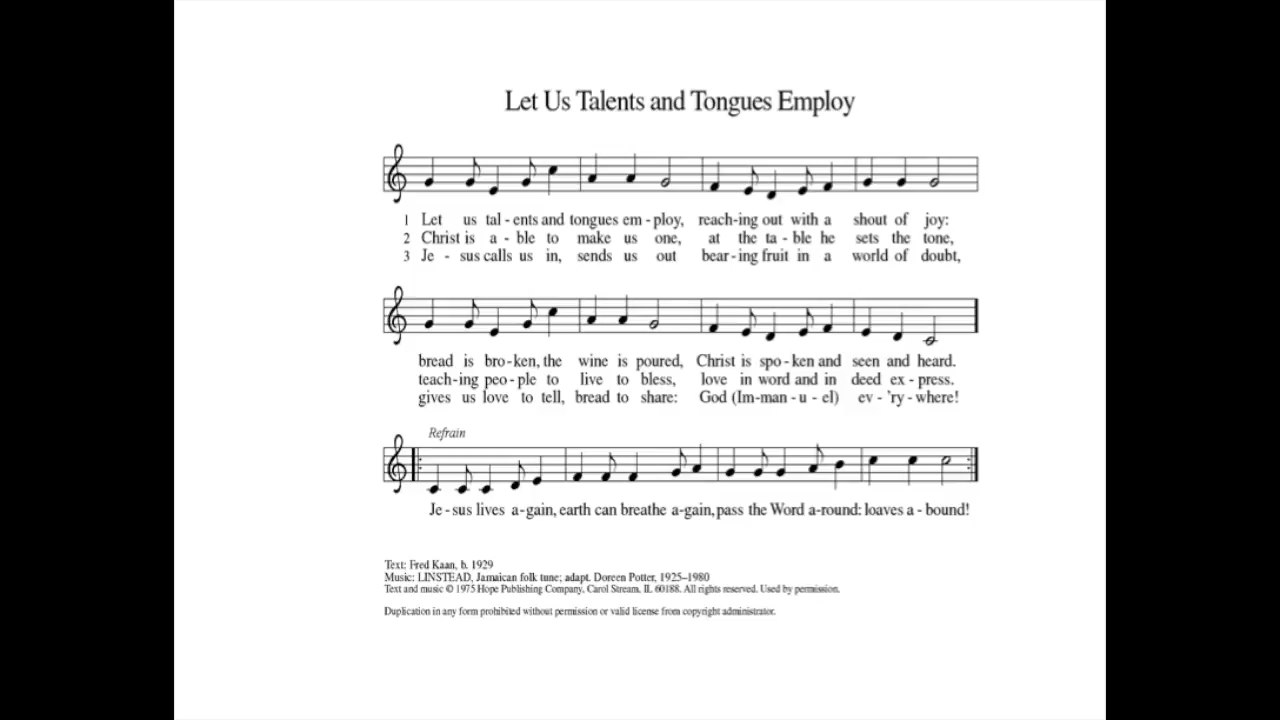 Let Us Talents and Tongues Employ
1 Let us tal - ents and tongues em - ploy, reach - ing out with a shout of joy:
2 Christ is a - ble to make us one, at the ta - ble he sets the tone,
3 Je - sus calls us in, sends us out bear - ing fruit in a world of doubt,
bread is bro - ken, the wine is poured, Christ is spo - ken and seen and heard.
teach - ing peo - ple to live to bless, love in word and in deed ex - press.
gives us love to tell, bread to share: God (Im - man - u - el) ev - 'ry - where!
Refrain
Je - sus lives a - gain, earth can breathe a - gain, pass the Word a - round: loaves a - bound!
Text: Fred Kaan, b. 1929
Music: LINSTEAD, Jamaican folk tune; adapt. Doreen Potter, 1925–1980
Text and music © 1975 Hope Publishing Company, Carol Stream, IL 60188. All rights reserved. Used by permission.
Duplication in any form prohibited without permission or valid license from copyright administrator.